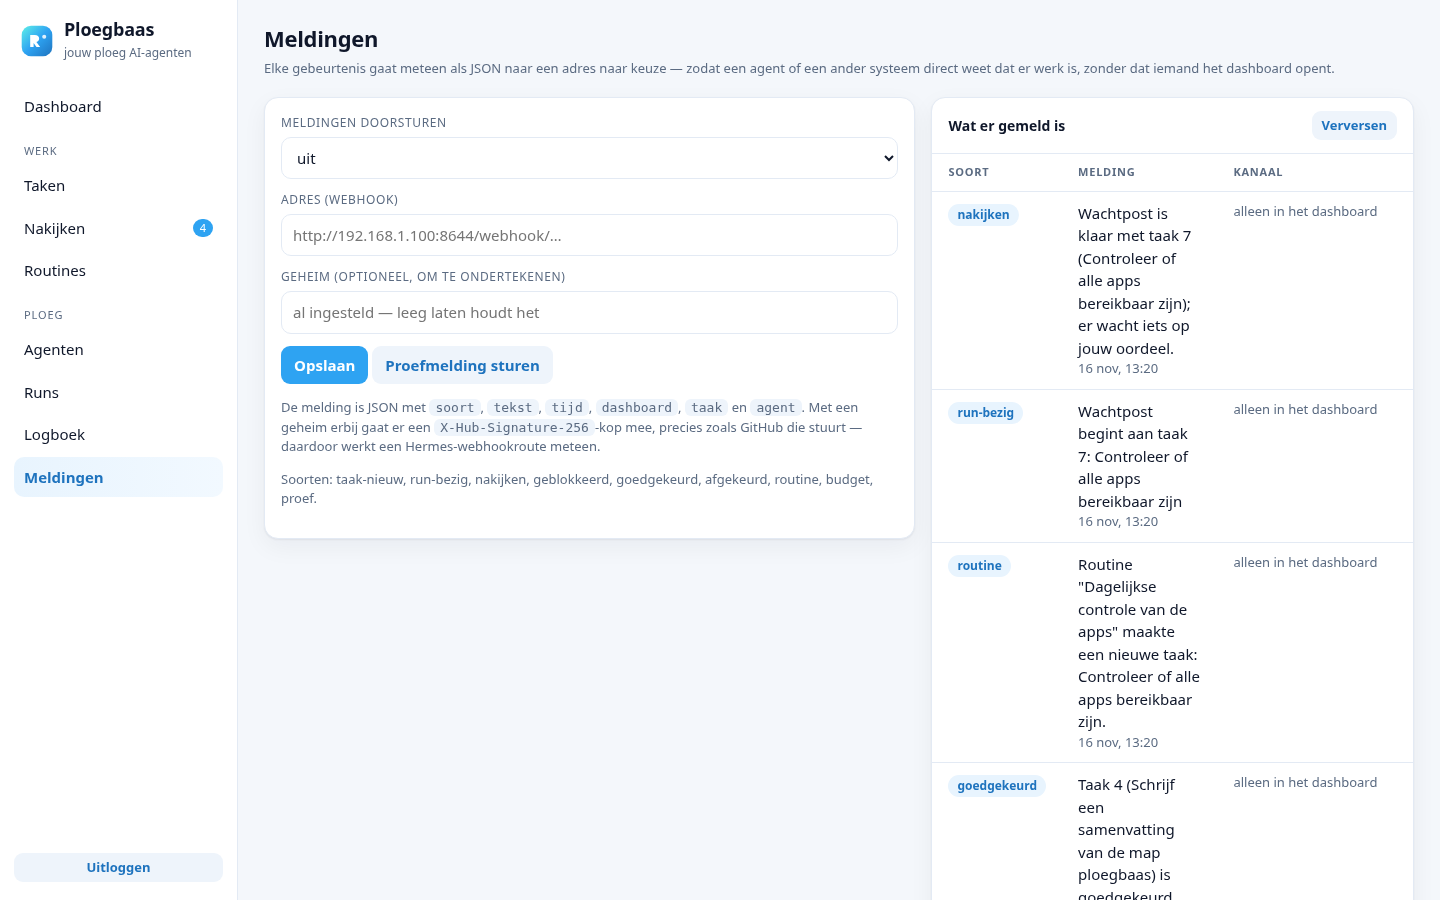 Ploegbaas
jouw ploeg AI-agenten
Dashboard
WERK
Taken
Nakijken 4
Routines
PLOEG
Agenten
Runs
Logboek
Meldingen
Uitloggen
Meldingen
Elke gebeurtenis gaat meteen als JSON naar een adres naar keuze — zodat een agent of een ander systeem direct weet dat er werk is, zonder dat iemand het dashboard opent.
MELDINGEN DOORSTUREN
uit
ADRES (WEBHOOK)
http://192.168.1.100:8644/webhook/...
GEHEIM (OPTIONEEL, OM TE ONDERTEKENEN)
al ingesteld — leeg laten houdt het
Opslaan Proefmelding sturen
De melding is JSON met soort, tekst, tijd, dashboard, taak en agent. Met een
geheim erbij gaat er een X-Hub-Signature-256-kop mee, precies zoals GitHub die stuurt —
daardoor werkt een Hermes-webhookroute meteen.
Soorten: taak-nieuw, run-bezig, nakijken, geblokkeerd, goedgekeurd, afgekeurd, routine, budget,
proef.
Wat er gemeld is Verversen
SOORT MELDING KANAAL
nakijken Wachtpost is alleen in het dashboard
klaar met taak 7
(Controleer of
alle apps
bereikbaar zijn);
er wacht iets op
jouw oordeel.
16 nov, 13:20
run-bezig Wachtpost alleen in het dashboard
begint aan taak
7: Controleer of
alle apps
bereikbaar zijn
16 nov, 13:20
routine Routine alleen in het dashboard
"Dagelijkse
controle van de
apps" maakte
een nieuwe taak:
Controleer of alle
apps bereikbaar
zijn.
16 nov, 13:20
goedgekeurd Taak 4 (Schrijf alleen in het dashboard
een
samenvatting
van de map
ploegbaas) is
goedgekeurd